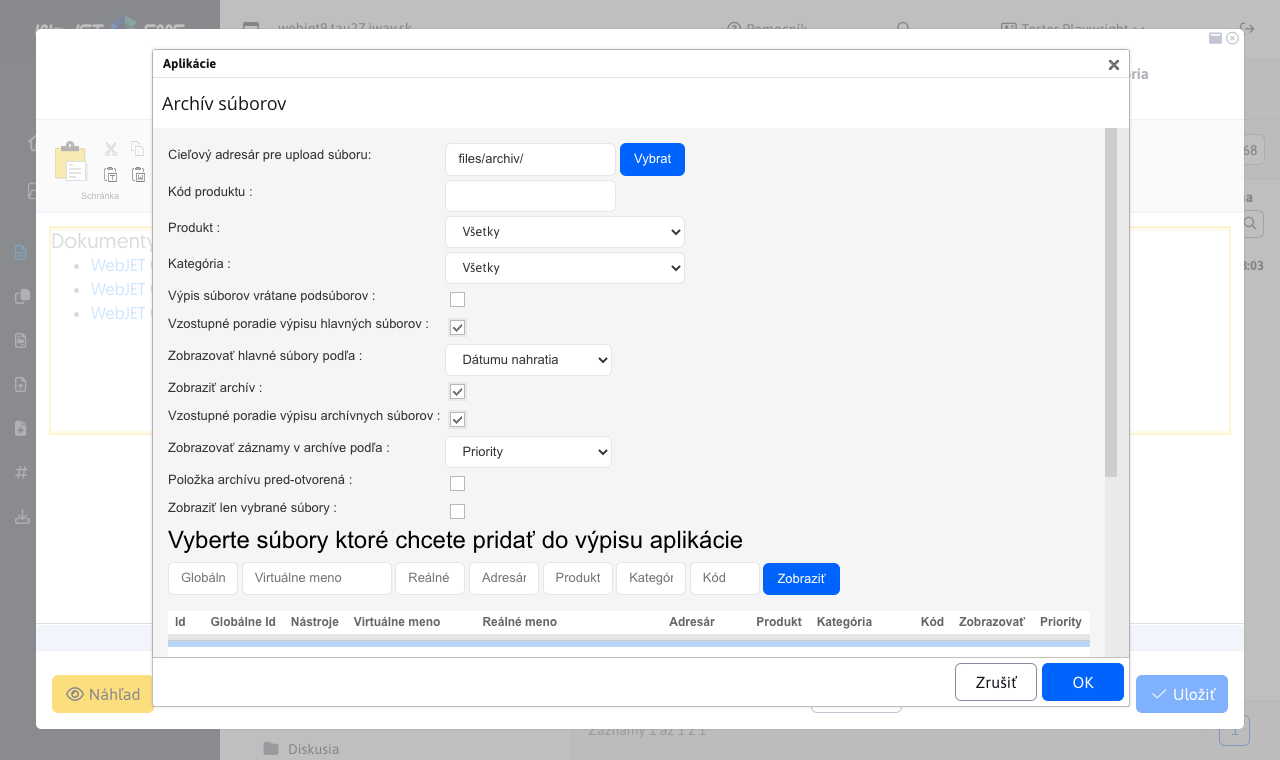 webjet9.tau27.iway.sk
Pomocník
Tester Playwright
Aplikácie
Archív súborov
Cieľový adresár pre upload súboru:
files/archiv/
Vybrat
Kód produktu :
Produkt :
Všetky
Kategória :
Všetky
Výpis súborov vrátane podsúborov :
Vzostupné poradie výpisu hlavných súborov :
Zobrazovať hlavné súbory podľa :
Dátumu nahratia
Zobraziť archív :
Vzostupné poradie výpisu archívnych súborov :
Zobrazovať záznamy v archíve podľa :
Priority
Položka archívu pred-otvorená :
Zobraziť len vybrané súbory :
Vyberte súbory ktoré chcete pridať do výpisu aplikácie
Globáln Virtuálne meno Reálné Adresár Produkt Kategór Kód Zobraziť
Id Globálne Id Nástroje Virtuálne meno Reálné meno Adresár Produkt Kategória Kód Zobrazovať Priority
Zrušiť OK
Schránka
Dokumenty
WebJET
WebJET
WebJET
68
3:03
Náhľad
Uložiť
Diskusia
Záznamy 1 až 1 z 1
1